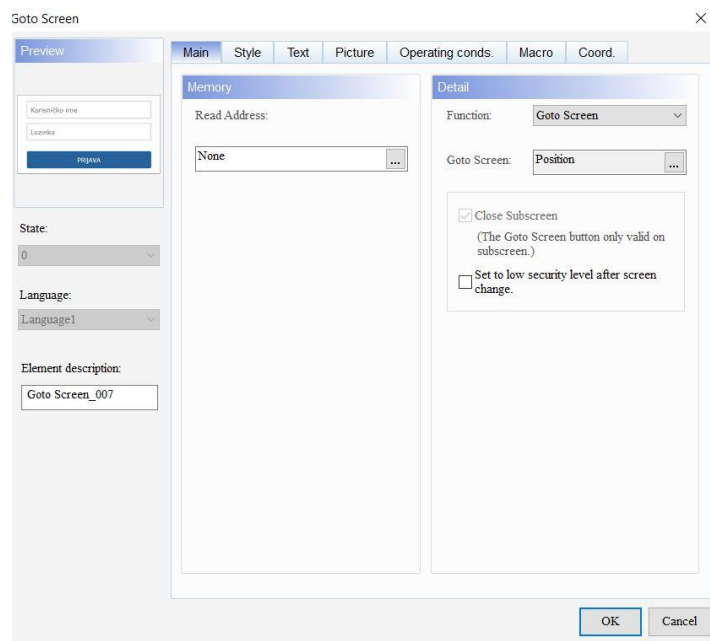 Goto Screen
Preview
Korisničko ime
Lozinka
PRIJAVA
State:
0
Language:
Language1
Element description:
Goto Screen_007
Main Style Text Picture Operating conds. Macro Coord.
Memory
Read Address:
None ...
Detail
Function: Goto Screen
Goto Screen: Position ...
Close Subscreen
(The Goto Screen button only valid on
subscreen.)
Set to low security level after screen
change.
OK Cancel